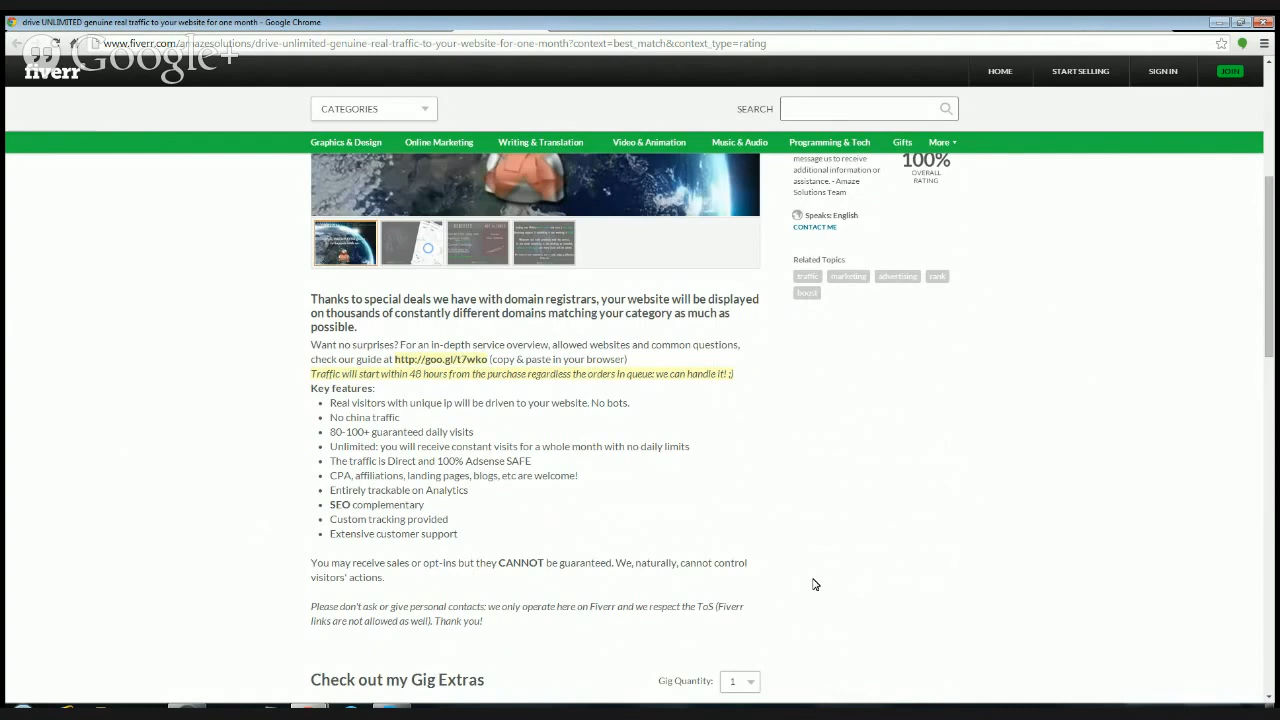 drive UNLIMITED genuine real traffic to your website for one month - Google Chrome
www.fiverr.com/amazesolutions/drive-unlimited-genuine-real-traffic-to-your-website-for-one-month?context=best_match&context_type=rating
Google+
fiverr
HOME START SELLING SIGN IN JOIN
CATEGORIES SEARCH
Graphics & Design Online Marketing Writing & Translation Video & Animation Music & Audio Programming & Tech Gifts More
message us to receive
additional information or
assistance. - Amaze
Solutions Team
100%
OVERALL
RATING
Speaks: English
CONTACT ME
Related Topics
traffic marketing advertising rank
boost
Thanks to special deals we have with domain registrars, your website will be displayed
on thousands of constantly different domains matching your category as much as
possible.
Want no surprises? For an in-depth service overview, allowed websites and common questions,
check our guide at http://goo.gl/t7wko (copy & paste in your browser)
Traffic will start within 48 hours from the purchase regardless the orders in queue: we can handle it! ;)
Key features:
• Real visitors with unique ip will be driven to your website. No bots.
• No china traffic
• 80-100+ guaranteed daily visits
• Unlimited: you will receive constant visits for a whole month with no daily limits
• The traffic is Direct and 100% Adsense SAFE
• CPA, affiliations, landing pages, blogs, etc are welcome!
• Entirely trackable on Analytics
• SEO complementary
• Custom tracking provided
• Extensive customer support
You may receive sales or opt-ins but they CANNOT be guaranteed. We, naturally, cannot control
visitors' actions.
Please don't ask or give personal contacts: we only operate here on Fiverr and we respect the ToS (Fiverr
links are not allowed as well). Thank you!
Check out my Gig Extras
Gig Quantity: 1